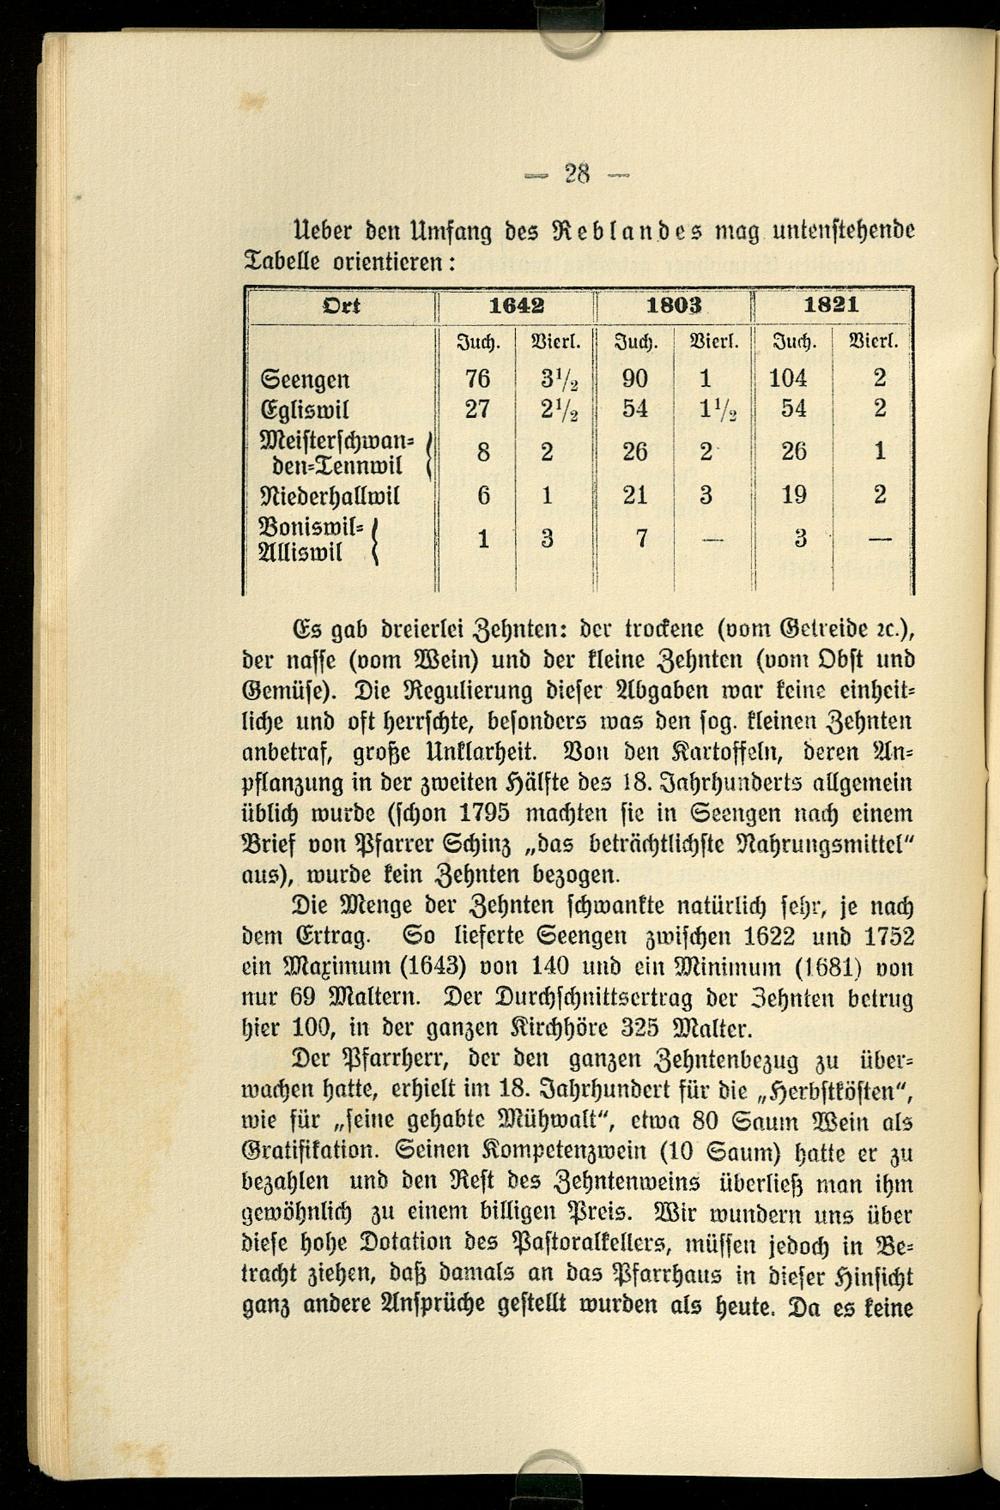 — 28 —
Ueber den Umfang des Reblandes mag untenstehende
Tabelle orientieren:
Ort 1642 1803 1821
Juch. Vierl. Juch. Vierl. Juch. Vierl.
Seengen 76 3½ 90 1 104 2
Egliswil 27 2½ 54 1½ 54 2
Meisterschwan-
den-Tennwil 8 2 26 2 26 1
Niederhallwil 6 1 21 3 19 2
Boniswil-
Alliswil 1 3 7 — 3 —
Es gab dreierlei Zehnten: der trockene (vom Getreide ꝛc.),
der nasse (vom Wein) und der kleine Zehnten (vom Obst und
Gemüse). Die Regulierung dieser Abgaben war keine einheit-
liche und oft herrschte, besonders was den sog. kleinen Zehnten
anbetraf, große Unklarheit. Von den Kartoffeln, deren An-
pflanzung in der zweiten Hälfte des 18. Jahrhunderts allgemein
üblich wurde (schon 1795 machten sie in Seengen nach einem
Brief von Pfarrer Schinz „das beträchtlichste Nahrungsmittel“
aus), wurde kein Zehnten bezogen.
Die Menge der Zehnten schwankte natürlich sehr, je nach
dem Ertrag. So lieferte Seengen zwischen 1622 und 1752
ein Maximum (1643) von 140 und ein Minimum (1681) von
nur 69 Maltern. Der Durchschnittsertrag der Zehnten betrug
hier 100, in der ganzen Kirchhöre 325 Malter.
Der Pfarrherr, der den ganzen Zehntenbezug zu über-
wachen hatte, erhielt im 18. Jahrhundert für die „Herbstkösten“,
wie für „seine gehabte Mühwalt“, etwa 80 Saum Wein als
Gratifikation. Seinen Kompetenzwein (10 Saum) hatte er zu
bezahlen und den Rest des Zehntenweins überließ man ihm
gewöhnlich zu einem billigen Preis. Wir wundern uns über
diese hohe Dotation des Pastoralkellers, müssen jedoch in Be-
tracht ziehen, daß damals an das Pfarrhaus in dieser Hinsicht
ganz andere Ansprüche gestellt wurden als heute. Da es keine